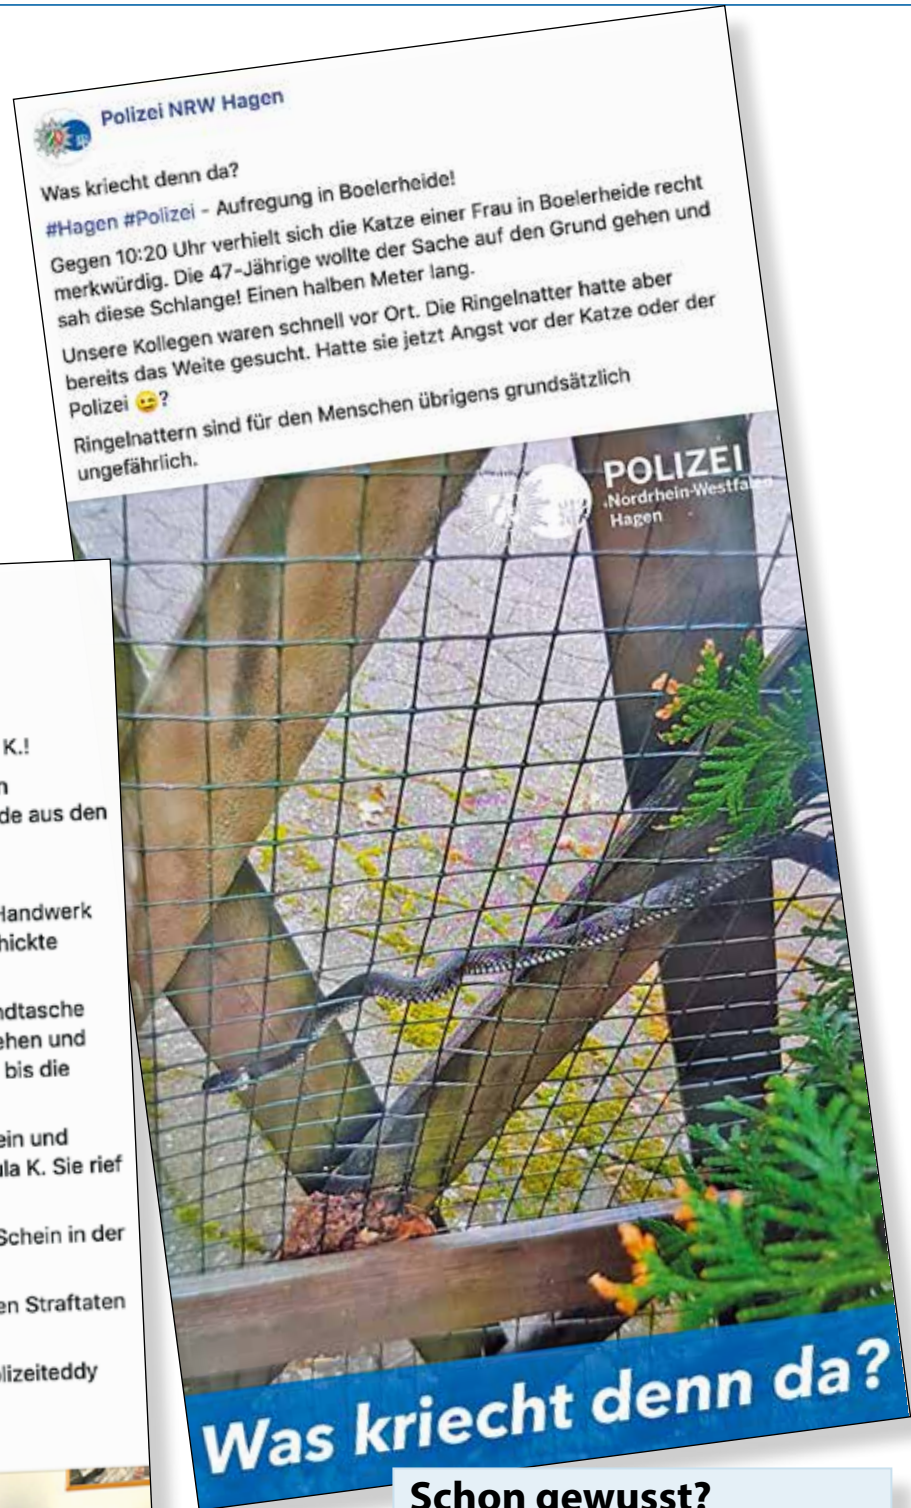 Polizei NRW Hagen
Was kriecht denn da?
#Hagen #Polizei - Aufregung in Boelerheide!
Gegen 10:20 Uhr verhielt sich die Katze einer Frau in Boelerheide recht
merkwürdig. Die 47-Jährige wollte der Sache auf den Grund gehen und
sah diese Schlange! Einen halben Meter lang.
Unsere Kollegen waren schnell vor Ort. Die Ringelnatter hatte aber
bereits das Weite gesucht. Hatte sie jetzt Angst vor der Katze oder der
Polizei 😉?
Ringelnattern sind für den Menschen übrigens grundsätzlich
ungefährlich.
POLIZEI
Nordrhein-Westfalen
Hagen
K.!
n
de aus den
Handwerk
hickte
ndtasche
ehen und
bis die
ein und
ula K. Sie rief
Schein in der
en Straftaten
lizeiteddy
Was kriecht denn da?
Schon gewusst?